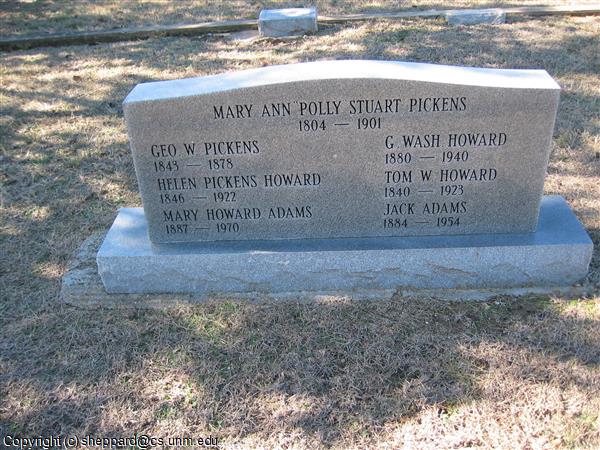 MARY ANN POLLY STUART PICKENS
1804 — 1901
GEO W PICKENS
1843 — 1878
HELEN PICKENS HOWARD
1846 — 1922
MARY HOWARD ADAMS
1887 — 1970
G WASH HOWARD
1880 — 1940
TOM W HOWARD
1840 — 1923
JACK ADAMS
1884 — 1954
Copyright (c) sheppard@cs.unm.edu